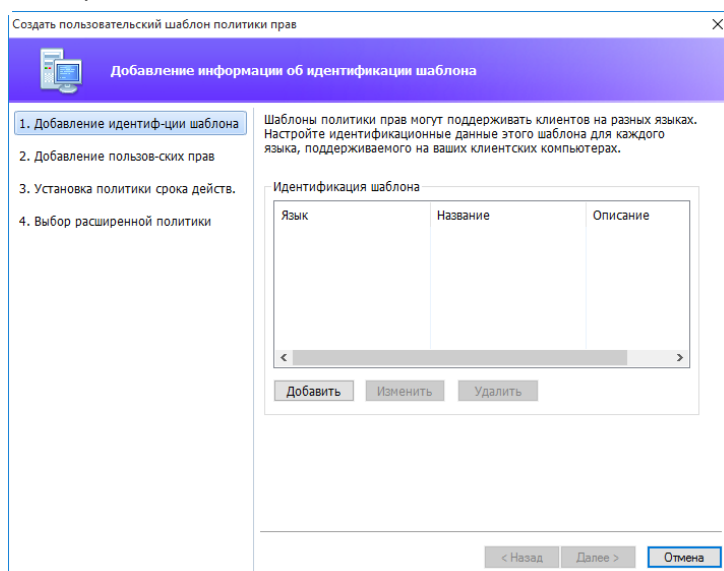 Создать пользовательский шаблон политики прав
Добавление информации об идентификации шаблона
1. Добавление идентиф-ции шаблона
2. Добавление пользов-ских прав
3. Установка политики срока действ.
4. Выбор расширенной политики
Шаблоны политики прав могут поддерживать клиентов на разных языках.
Настройте идентификационные данные этого шаблона для каждого
языка, поддерживаемого на ваших клиентских компьютерах.
Идентификация шаблона
Язык Название Описание
Добавить Изменить Удалить
< Назад Далее > Отмена